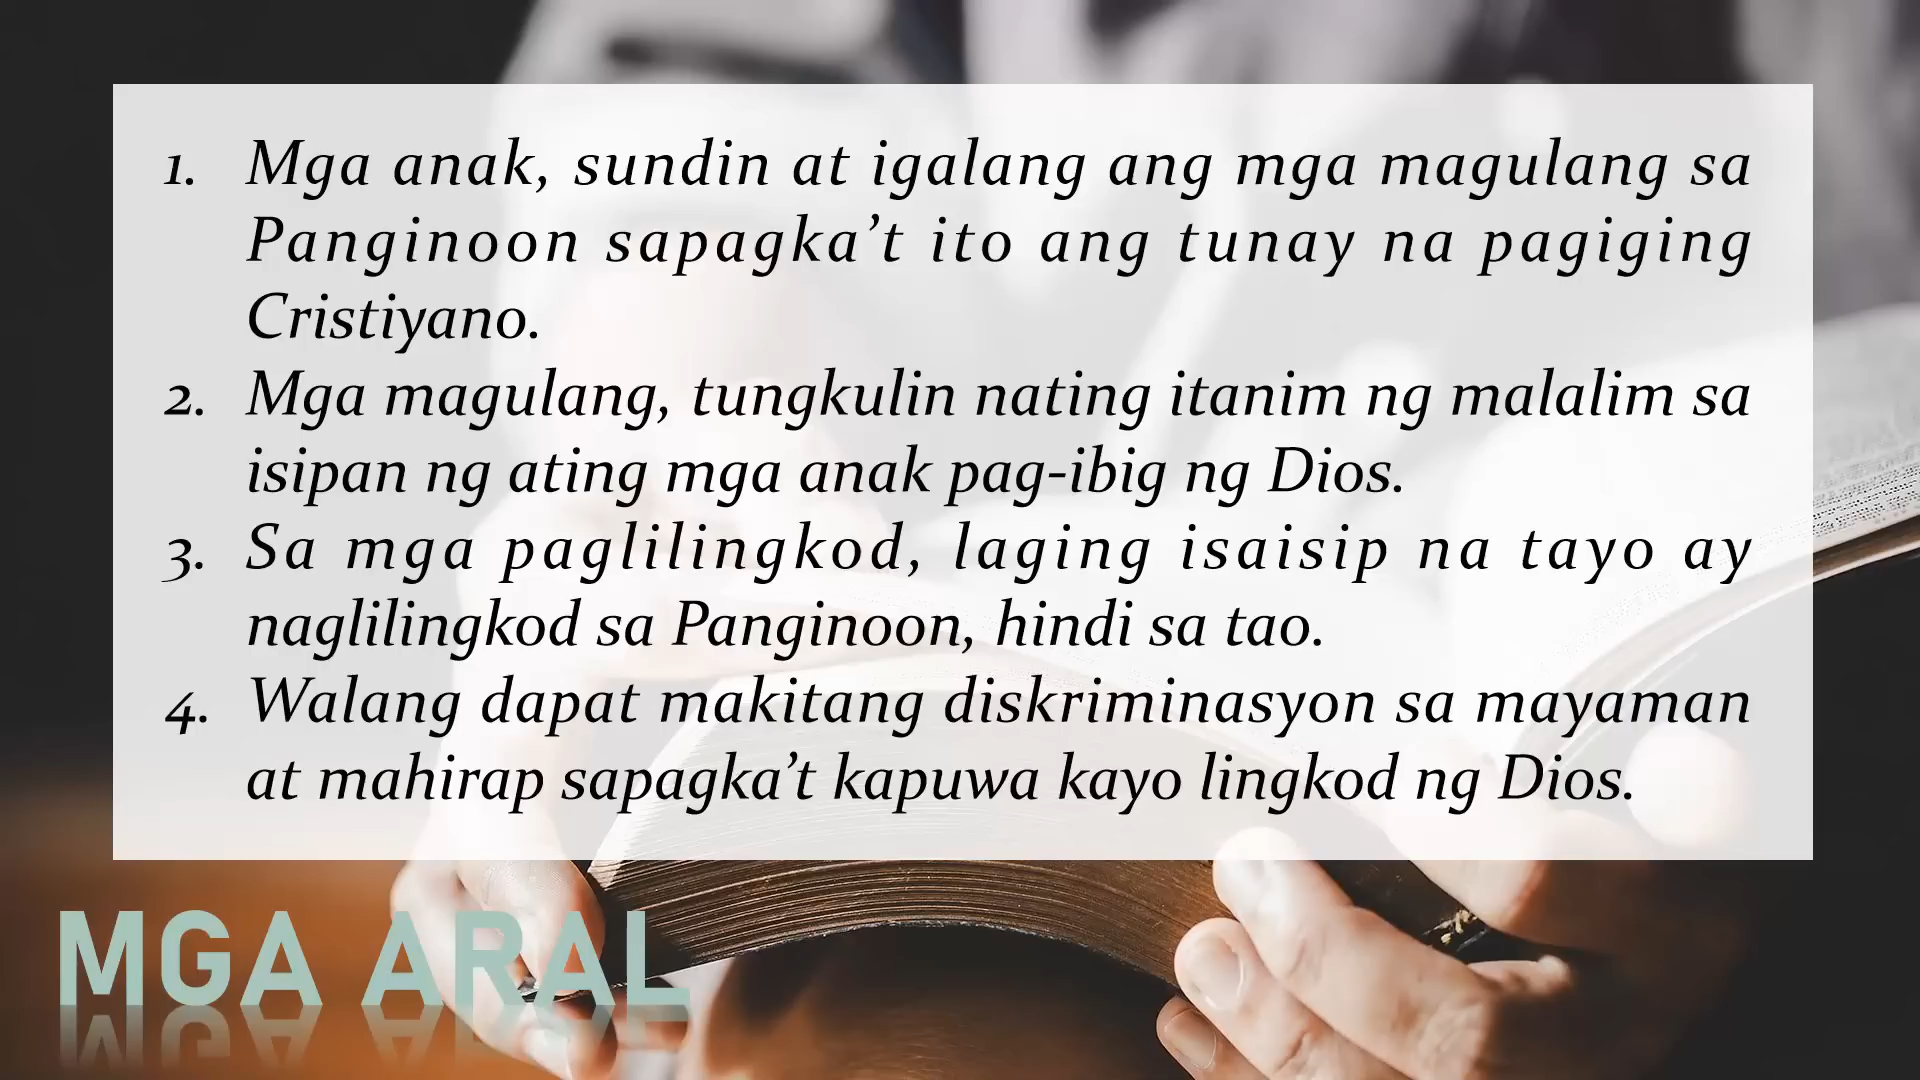 1. Mga anak, sundin at igalang ang mga magulang sa
Panginoon sapagka’t ito ang tunay na pagiging
Cristiyano.
2. Mga magulang, tungkulin nating itanim ng malalim sa
isipan ng ating mga anak pag-ibig ng Dios.
3. Sa mga paglilingkod, laging isaisip na tayo ay
naglilingkod sa Panginoon, hindi sa tao.
4. Walang dapat makitang diskriminasyon sa mayaman
at mahirap sapagka’t kapuwa kayo lingkod ng Dios.
MGA ARAL